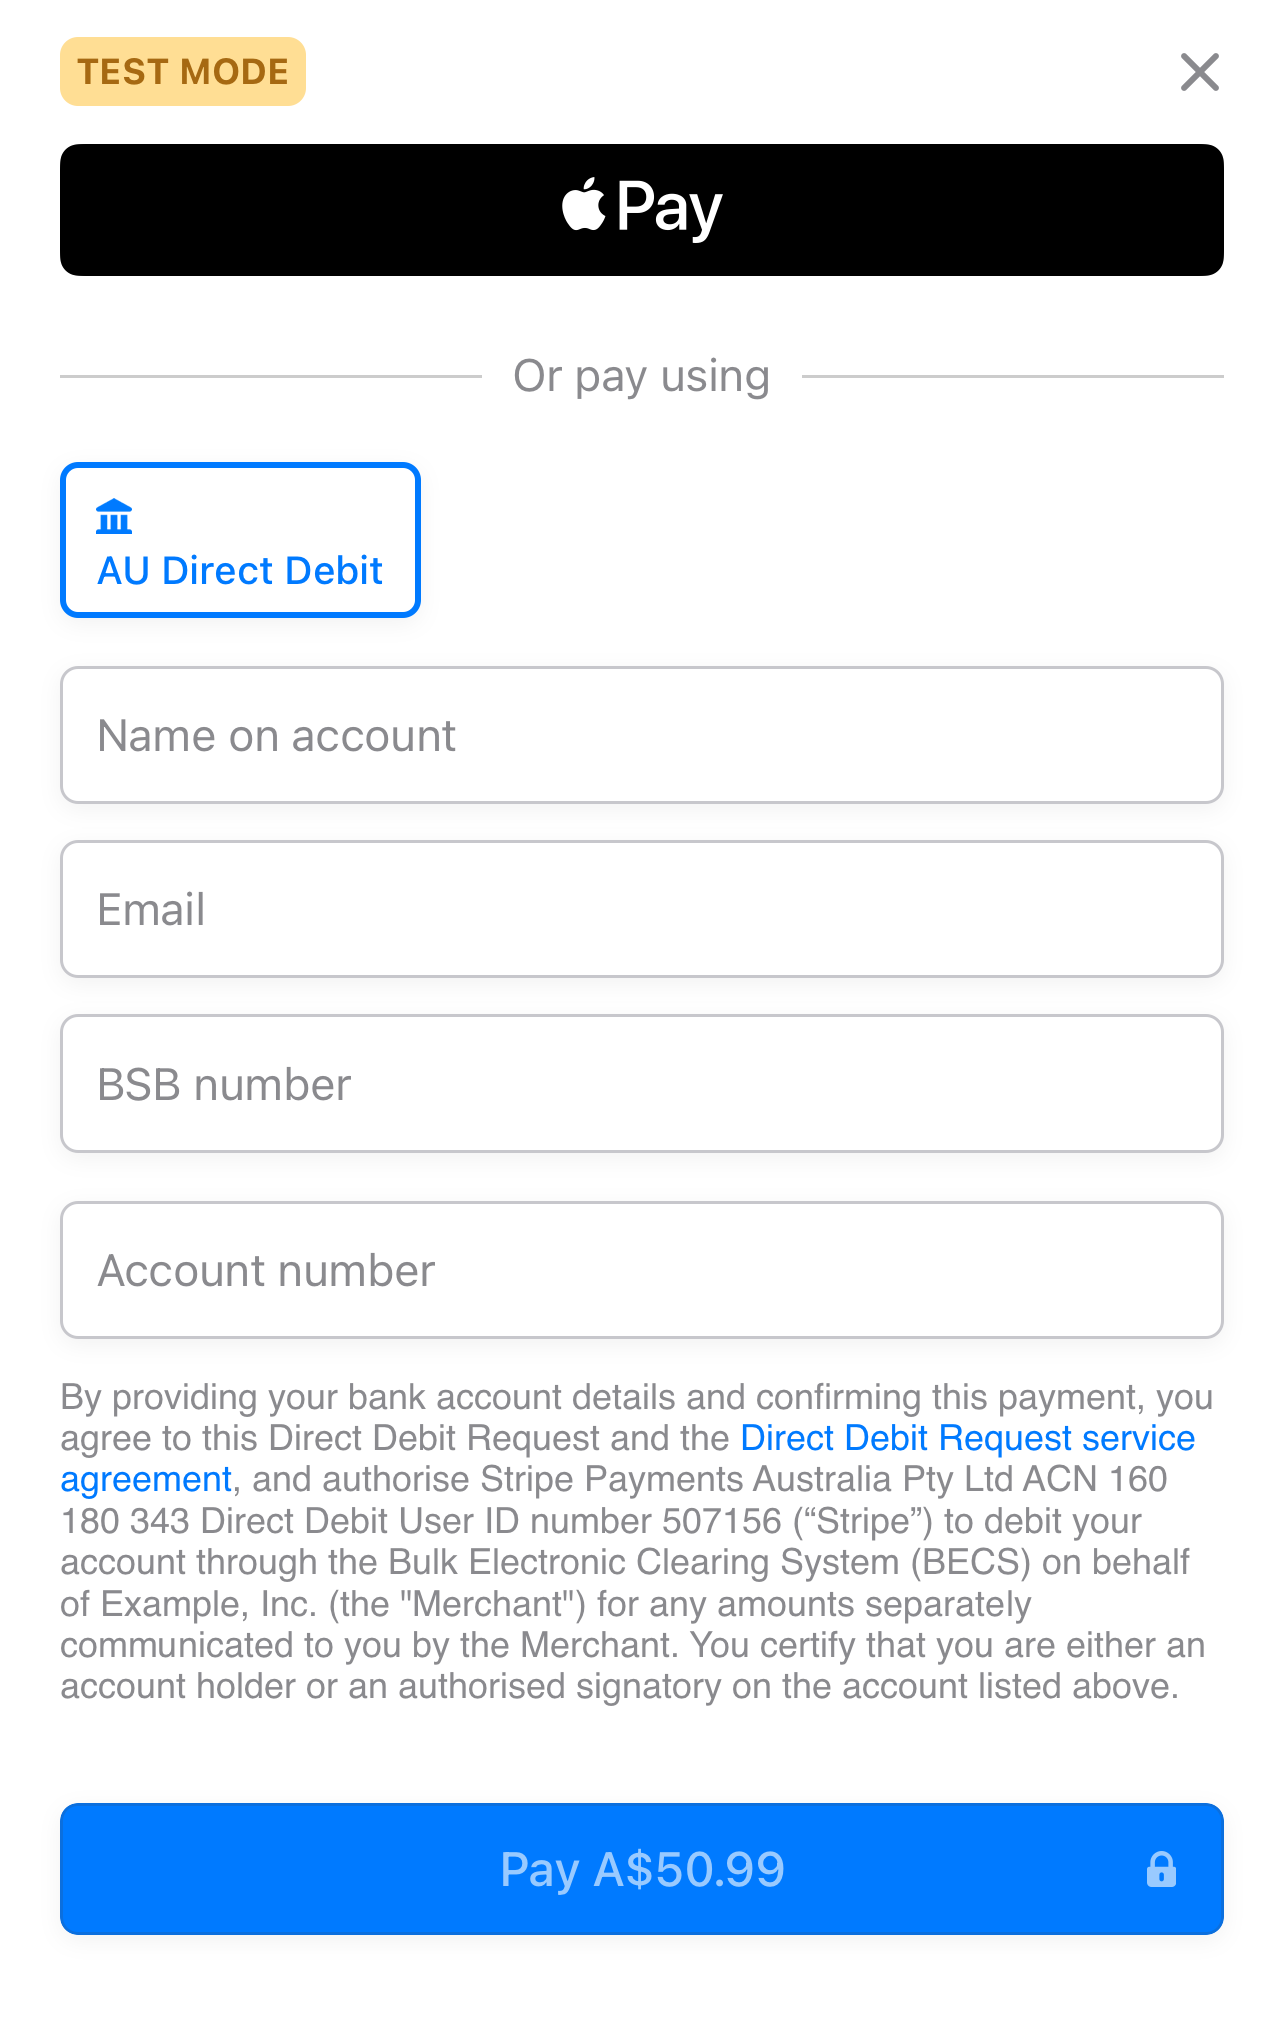 TEST MODE
Pay
Or pay using
AU Direct Debit
Name on account
Email
BSB number
Account number
By providing your bank account details and confirming this payment, you
agree to this Direct Debit Request and the Direct Debit Request service
agreement, and authorise Stripe Payments Australia Pty Ltd ACN 160
180 343 Direct Debit User ID number 507156 (“Stripe”) to debit your
account through the Bulk Electronic Clearing System (BECS) on behalf
of Example, Inc. (the "Merchant") for any amounts separately
communicated to you by the Merchant. You certify that you are either an
account holder or an authorised signatory on the account listed above.
Pay A$50.99